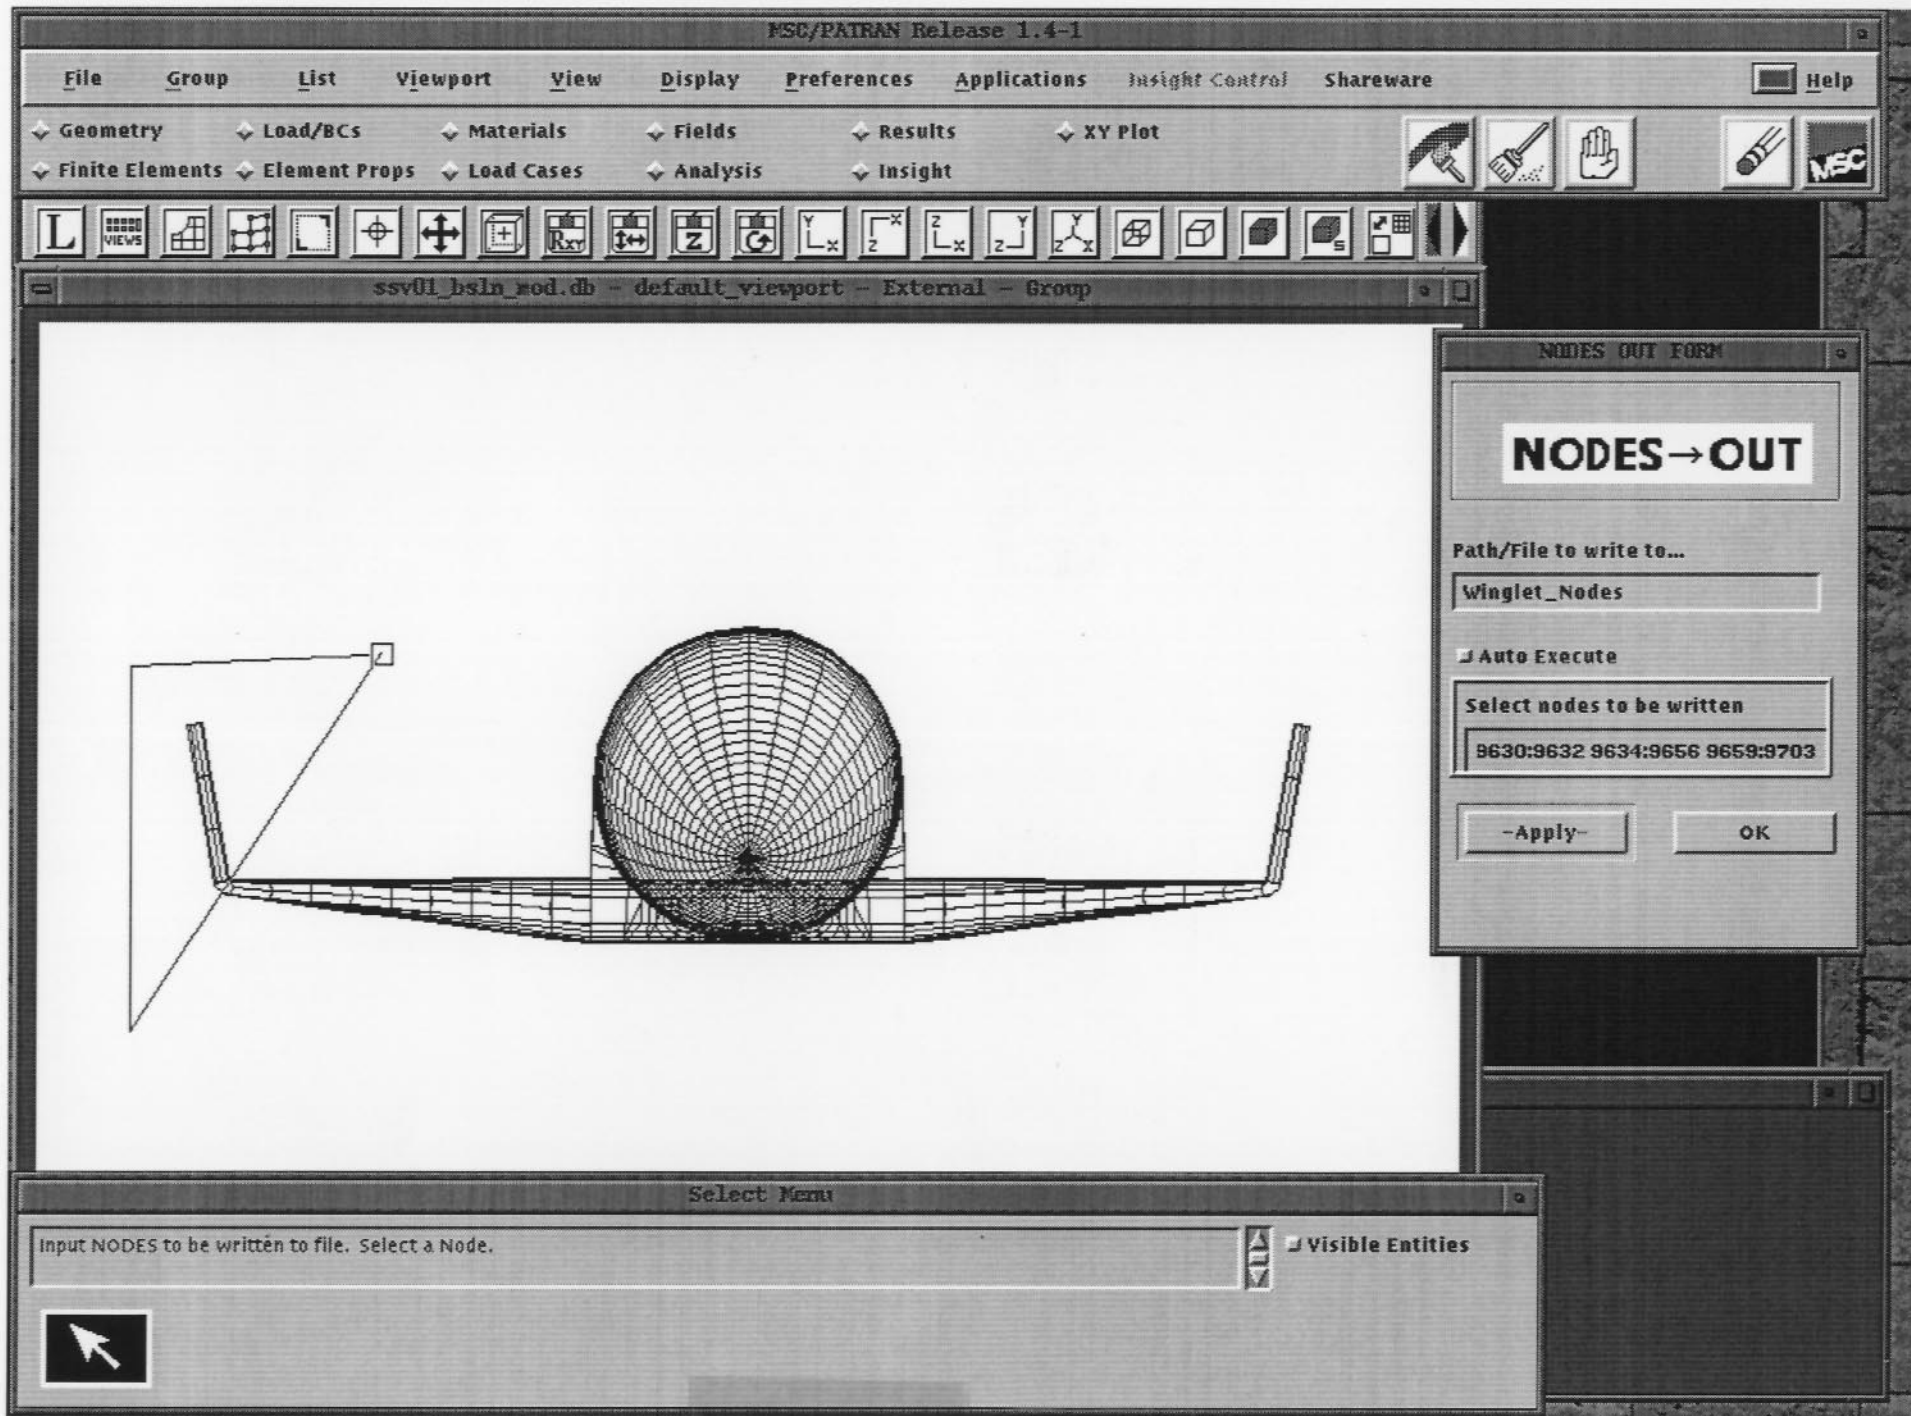 MSC/PATRAN Release 1.4-1
File Group List Viewport View Display Preferences Applications Insight Control Shareware Help
Geometry Load/BCs Materials Fields Results XY Plot
Finite Elements Element Props Load Cases Analysis Insight
MSC
L VIEWS RXY Z Y X X Z Z X Y Z Y Z X S
ssv01_bsln_mod.db - default_viewport - External - Group
NODES OUT FORM
NODES→OUT
Path/File to write to...
Winglet_Nodes
Auto Execute
Select nodes to be written
9630:9632 9634:9656 9659:9703
-Apply- OK
Select Menu
Input NODES to be written to file. Select a Node.
Visible Entities